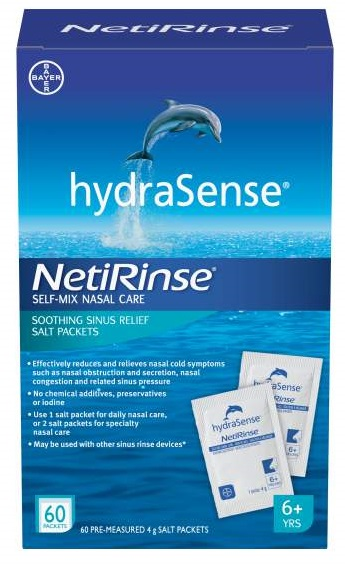 NetiRinse®
BAYER
BAYER
hydraSense®
NetiRinse®
SELF-MIX NASAL CARE
SOOTHING SINUS RELIEF
SALT PACKETS
• Effectively reduces and relieves nasal cold symptoms
such as nasal obstruction and secretion, nasal
congestion and related sinus pressure
• No chemical additives, preservatives
or iodine
• Use 1 salt packet for daily nasal care,
or 2 salt packets for specialty
nasal care
• May be used with other sinus rinse devices*
hydraSense
NetiRinse
6+
hydraSense
NetiRinse
6+
60
PACKETS
60 PRE-MEASURED 4 g SALT PACKETS
6+
YRS